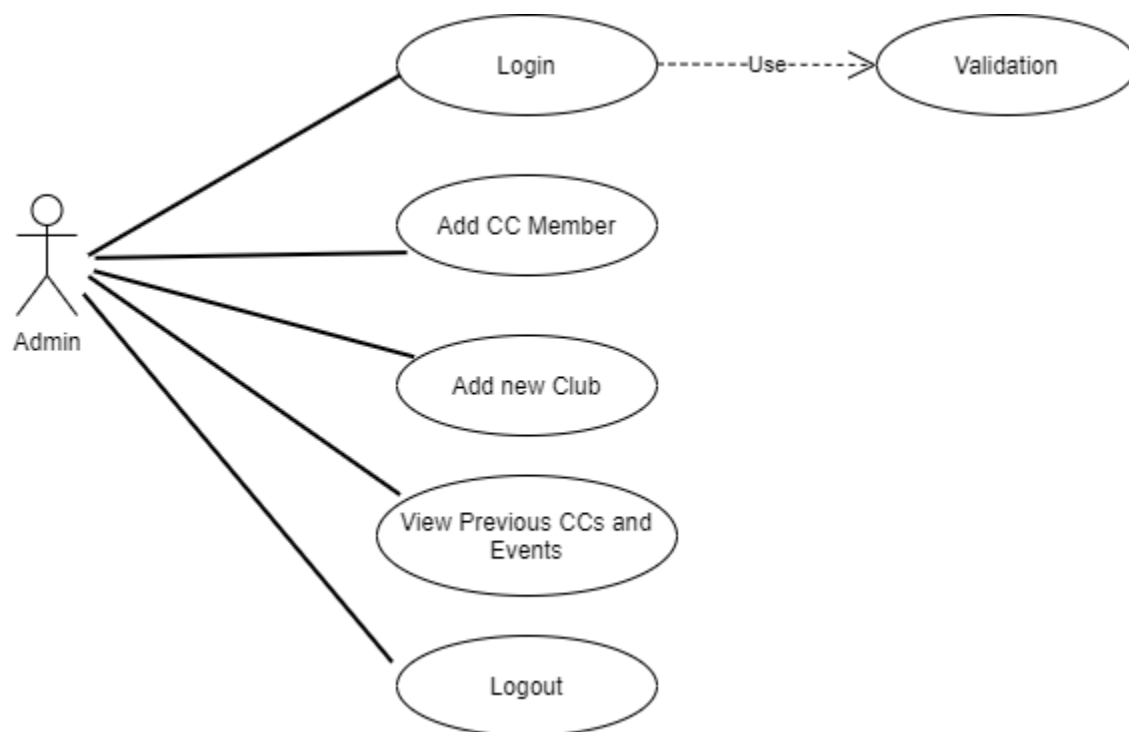 Login
Use
Validation
Add CC Member
Admin
Add new Club
View Previous CCs and
Events
Logout